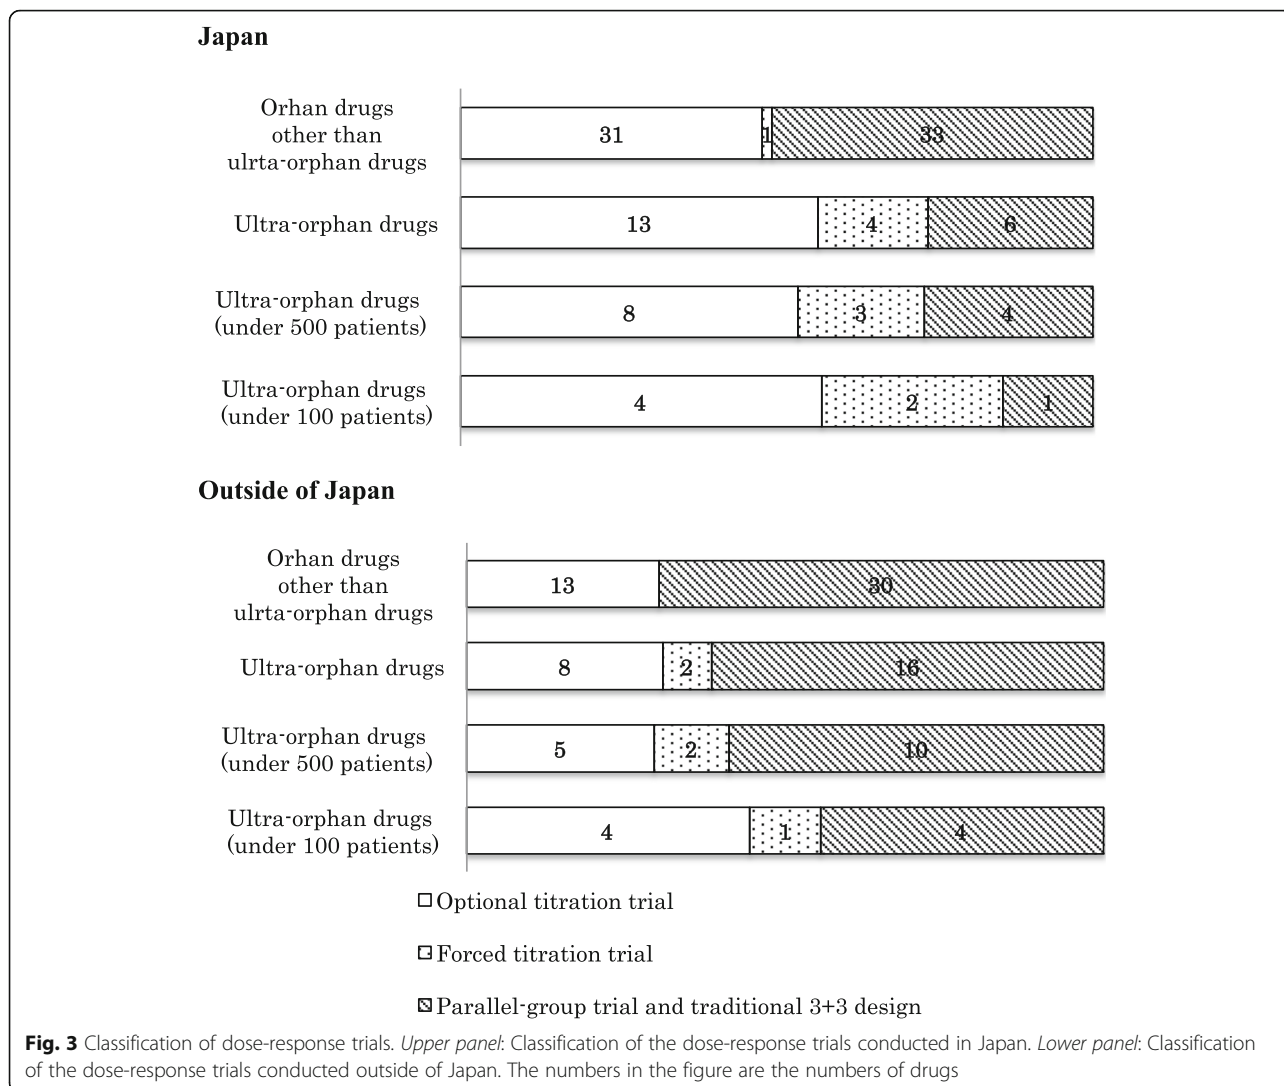 Japan
Orhan drugs
other than
ulrta-orphan drugs
31
1
33
Ultra-orphan drugs
13
4
6
Ultra-orphan drugs
(under 500 patients)
8
3
4
Ultra-orphan drugs
(under 100 patients)
4
2
1
Outside of Japan
Orhan drugs
other than
ulrta-orphan drugs
13
30
Ultra-orphan drugs
8
2
16
Ultra-orphan drugs
(under 500 patients)
5
2
10
Ultra-orphan drugs
(under 100 patients)
4
1
4
Optional titration trial
Forced titration trial
Parallel-group trial and traditional 3+3 design
Fig. 3 Classification of dose-response trials. Upper panel: Classification of the dose-response trials conducted in Japan. Lower panel: Classification
of the dose-response trials conducted outside of Japan. The numbers in the figure are the numbers of drugs